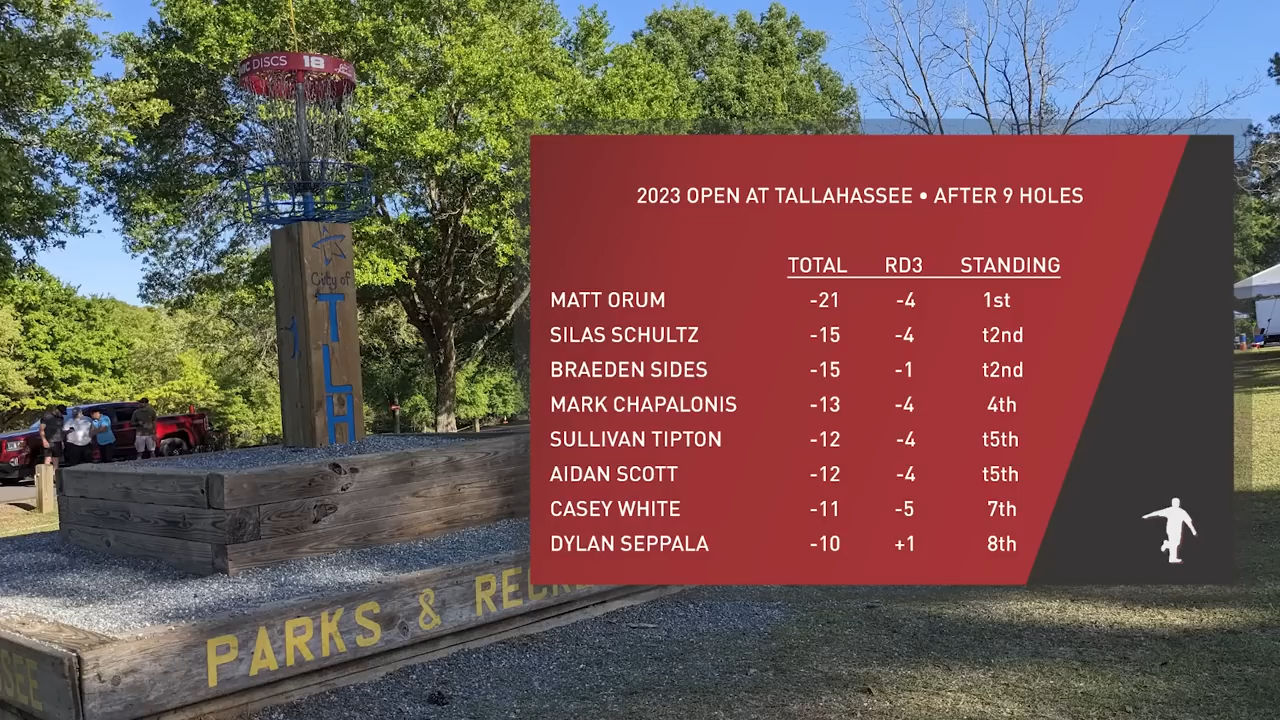 DISCS 18
City of
TLH
PARKS &
SEE
2023 OPEN AT TALLAHASSEE • AFTER 9 HOLES
TOTAL RD3 STANDING
MATT ORUM -21 -4 1st
SILAS SCHULTZ -15 -4 t2nd
BRAEDEN SIDES -15 -1 t2nd
MARK CHAPALONIS -13 -4 4th
SULLIVAN TIPTON -12 -4 t5th
AIDAN SCOTT -12 -4 t5th
CASEY WHITE -11 -5 7th
DYLAN SEPPALA -10 +1 8th